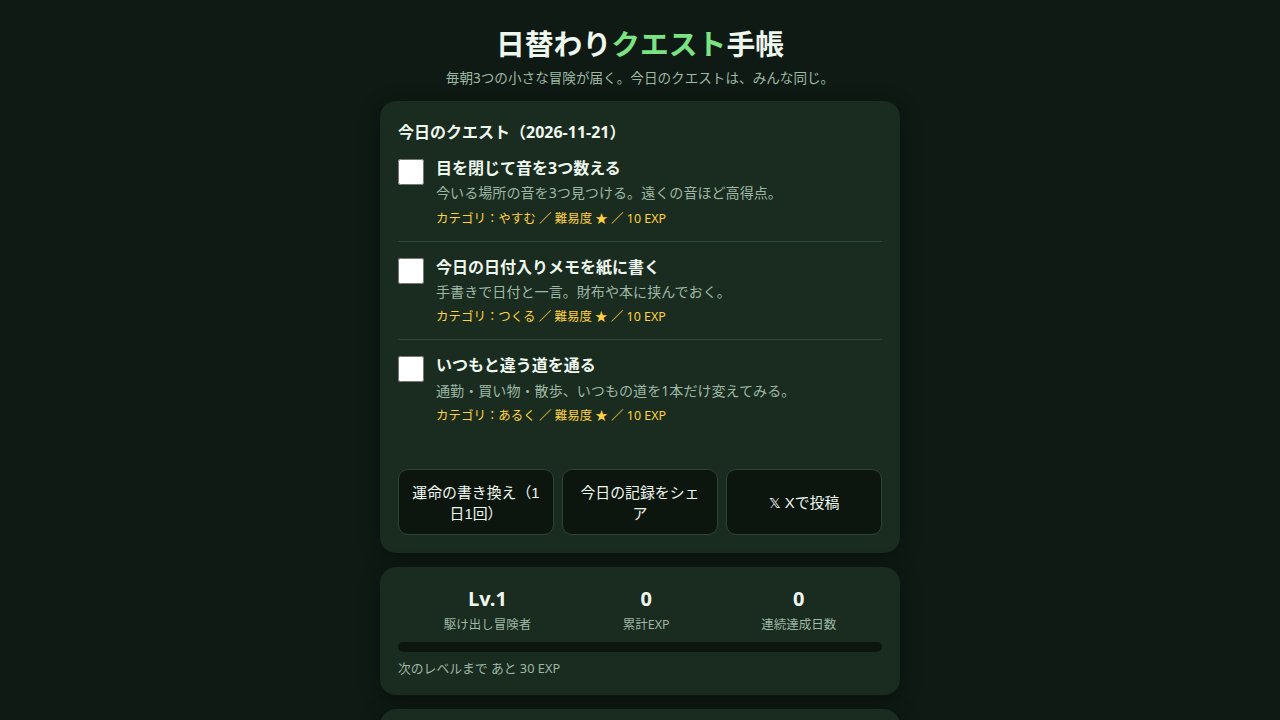 日替わりクエスト手帳
毎朝3つの小さな冒険が届く。今日のクエストは、みんな同じ。
今日のクエスト（2026-11-21）
目を閉じて音を3つ数える
今いる場所の音を3つ見つける。遠くの音ほど高得点。
カテゴリ：やすむ ／ 難易度 ★ ／ 10 EXP
今日の日付入りメモを紙に書く
手書きで日付と一言。財布や本に挟んでおく。
カテゴリ：つくる ／ 難易度 ★ ／ 10 EXP
いつもと違う道を通る
通勤・買い物・散歩、いつもの道を1本だけ変えてみる。
カテゴリ：あるく ／ 難易度 ★ ／ 10 EXP
運命の書き換え（1
日1回）
今日の記録をシェ
ア
𝕏 Xで投稿
Lv.1
駆け出し冒険者
0
累計EXP
0
連続達成日数
次のレベルまで あと 30 EXP